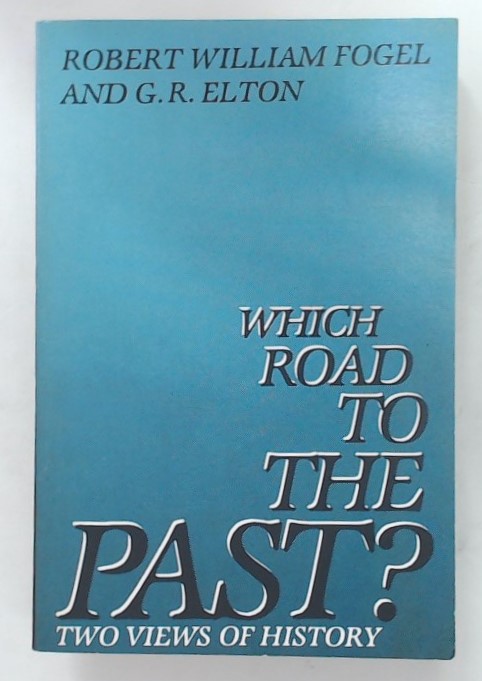 ROBERT WILLIAM FOGEL
AND G. R. ELTON
WHICH
ROAD
TO
THE
PAST?
TWO VIEWS OF HISTORY